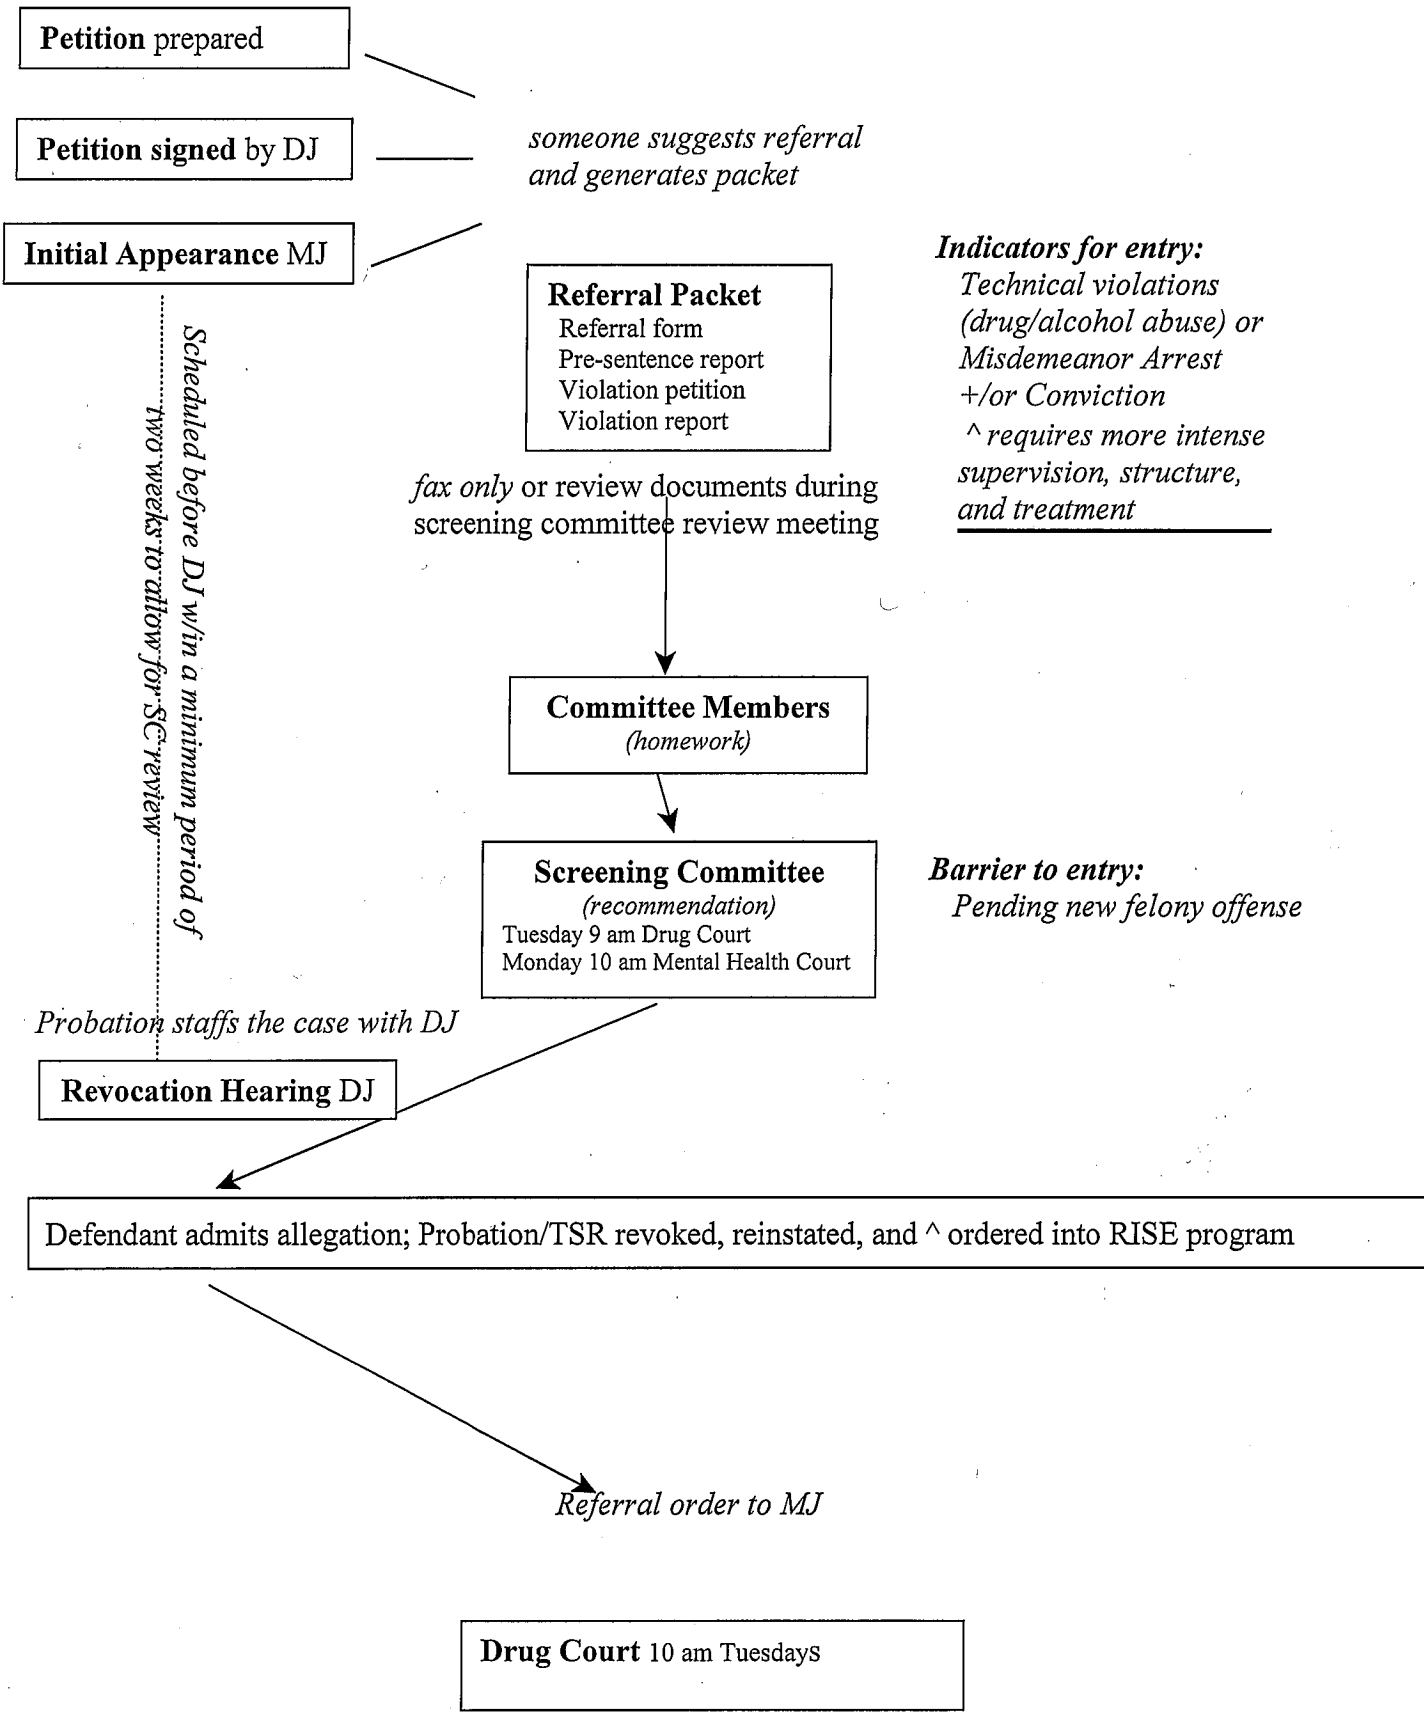 Petition prepared
Petition signed by DJ
someone suggests referral
and generates packet
Initial Appearance MJ
Indicators for entry:
Technical violations
(drug/alcohol abuse) or
Misdemeanor Arrest
+/or Conviction
^ requires more intense
supervision, structure,
and treatment
Referral Packet
Referral form
Pre-sentence report
Violation petition
Violation report
fax only or review documents during
screening committee review meeting
Scheduled before DJ w/in a minimum period of
two weeks to allow for SC review
Committee Members
(homework)
Screening Committee
(recommendation)
Tuesday 9 am Drug Court
Monday 10 am Mental Health Court
Barrier to entry:
Pending new felony offense
Probation staffs the case with DJ
Revocation Hearing DJ
Defendant admits allegation; Probation/TSR revoked, reinstated, and ^ ordered into RISE program
Referral order to MJ
Drug Court 10 am Tuesdays